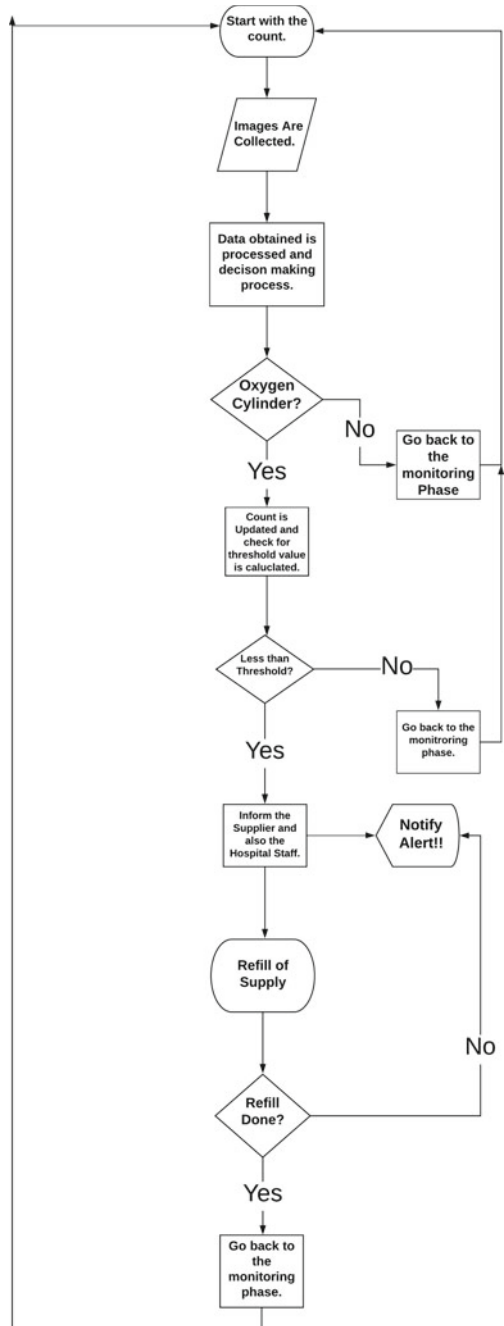 Start with the
count.
Images Are
Collected.
Data obtained is
processed and
decison making
process.
Oxygen
Cylinder?
No
Go back to
the
monitoring
Phase
Yes
Count is
Updated and
check for
threshold value
is caluclated.
Less than
Threshold?
No
Go back to the
monitroring
phase.
Yes
Inform the
Supplier and
also the
Hospital Staff.
Notify
Alert!!
Refill of
Supply
No
Refill
Done?
Yes
Go back to
the
monitoring
phase.